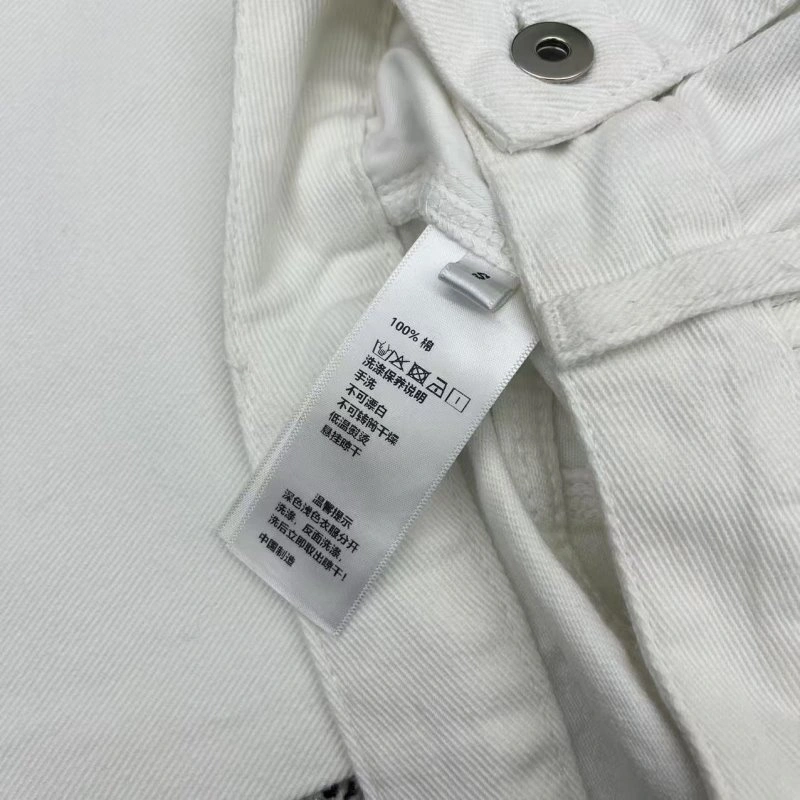 S
100% 棉
洗涤保养说明
手洗
不可漂白
不可转筒干燥
低温熨烫
悬挂晾干
温馨提示
深色浅色衣服分开
洗涤，反面洗涤，
洗后立即取出晾干！
中国制造